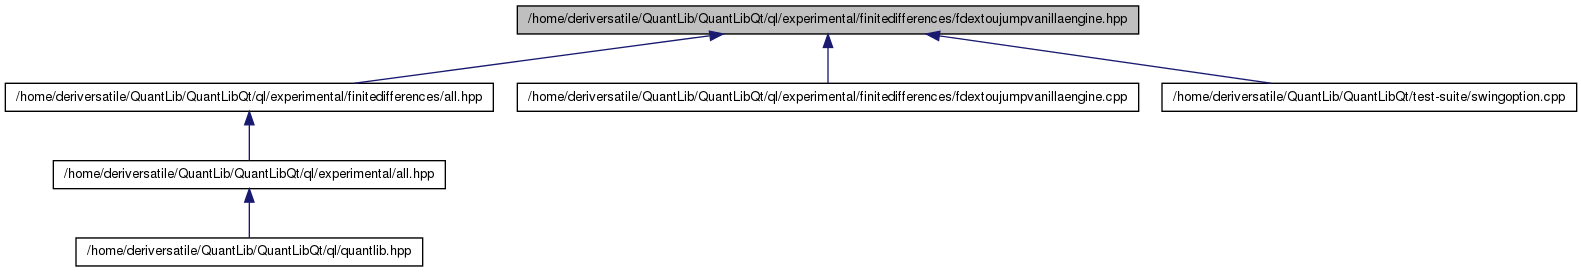 /home/deriversatile/QuantLib/QuantLibQt/ql/experimental/finitedifferences/fdextoujumpvanillaengine.hpp
/home/deriversatile/QuantLib/QuantLibQt/ql/experimental/finitedifferences/all.hpp
/home/deriversatile/QuantLib/QuantLibQt/ql/experimental/finitedifferences/fdextoujumpvanillaengine.cpp
/home/deriversatile/QuantLib/QuantLibQt/test-suite/swingoption.cpp
/home/deriversatile/QuantLib/QuantLibQt/ql/experimental/all.hpp
/home/deriversatile/QuantLib/QuantLibQt/ql/quantlib.hpp